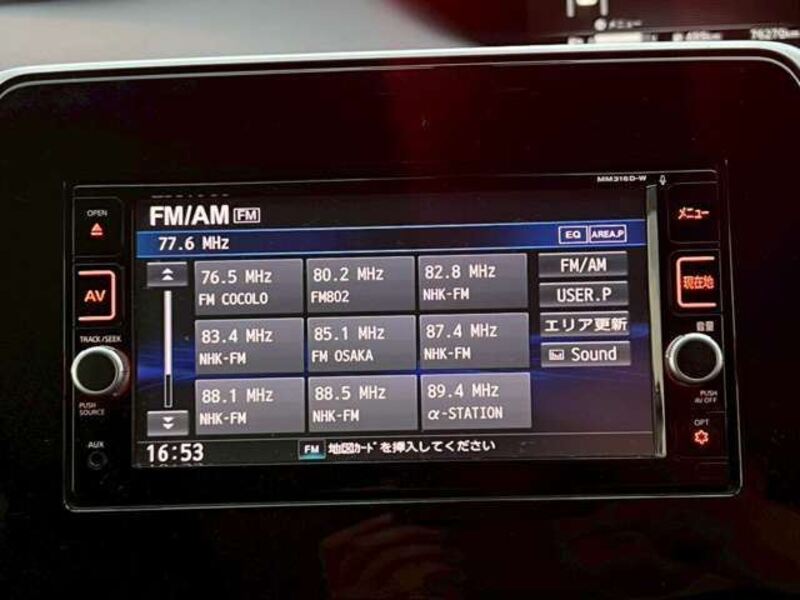 メニュー
76270km
MM316D-W
OPEN
FM/AM FM
メニュー
77.6 MHz
EQ AREA.P
AV
76.5 MHz
FM COCOLO
80.2 MHz
FM802
82.8 MHz
NHK-FM
FM/AM
USER.P
現在地
83.4 MHz
NHK-FM
85.1 MHz
FM OSAKA
87.4 MHz
NHK-FM
エリア更新
Sound
TRACK/SEEK
音量
88.1 MHz
NHK-FM
88.5 MHz
NHK-FM
89.4 MHz
α-STATION
PUSH
SOURCE
PUSH
AV OFF
AUX
OPT
16:53
FM 地図カードを挿入してください